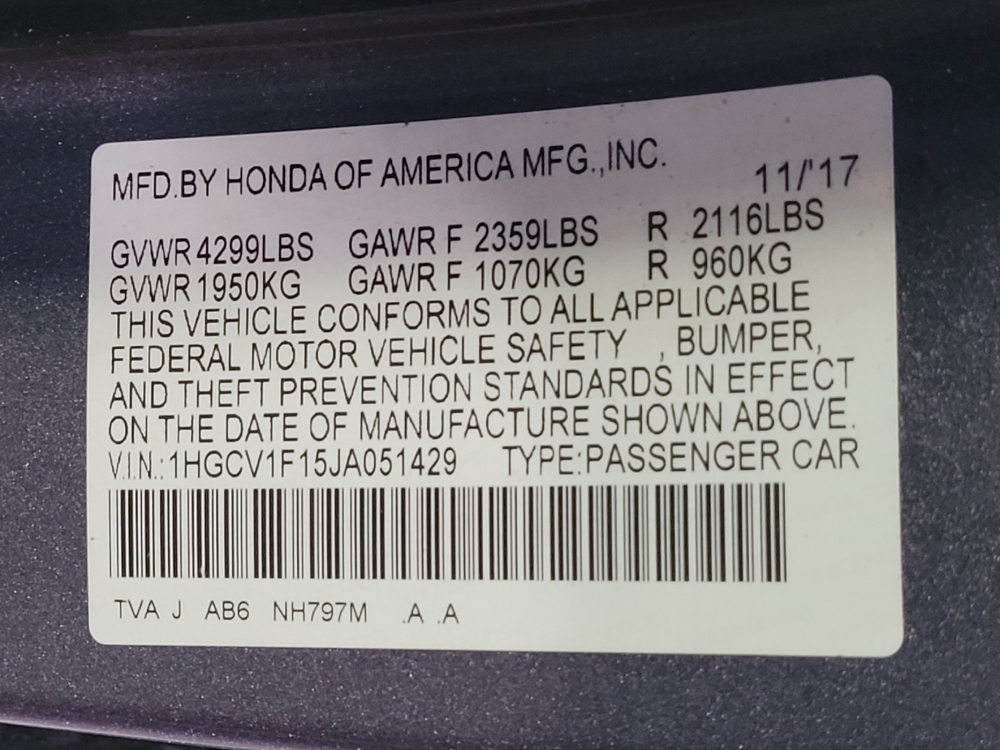 MFD.BY HONDA OF AMERICA MFG.,INC.
11/'17
GVWR 4299LBS GAWR F 2359LBS R 2116LBS
GVWR 1950KG GAWR F 1070KG R 960KG
THIS VEHICLE CONFORMS TO ALL APPLICABLE
FEDERAL MOTOR VEHICLE SAFETY , BUMPER,
AND THEFT PREVENTION STANDARDS IN EFFECT
ON THE DATE OF MANUFACTURE SHOWN ABOVE.
V.I.N.: 1HGCV1F15JA051429 TYPE:PASSENGER CAR
TVA J AB6 NH797M .A .A